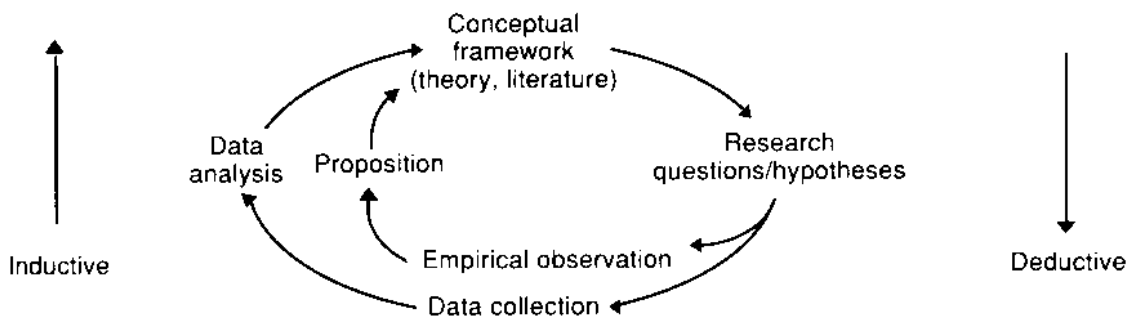 Conceptual
framework
(theory, literature)
Data
analysis
Proposition
Research
questions/hypotheses
Empirical observation
Data collection
Inductive
Deductive